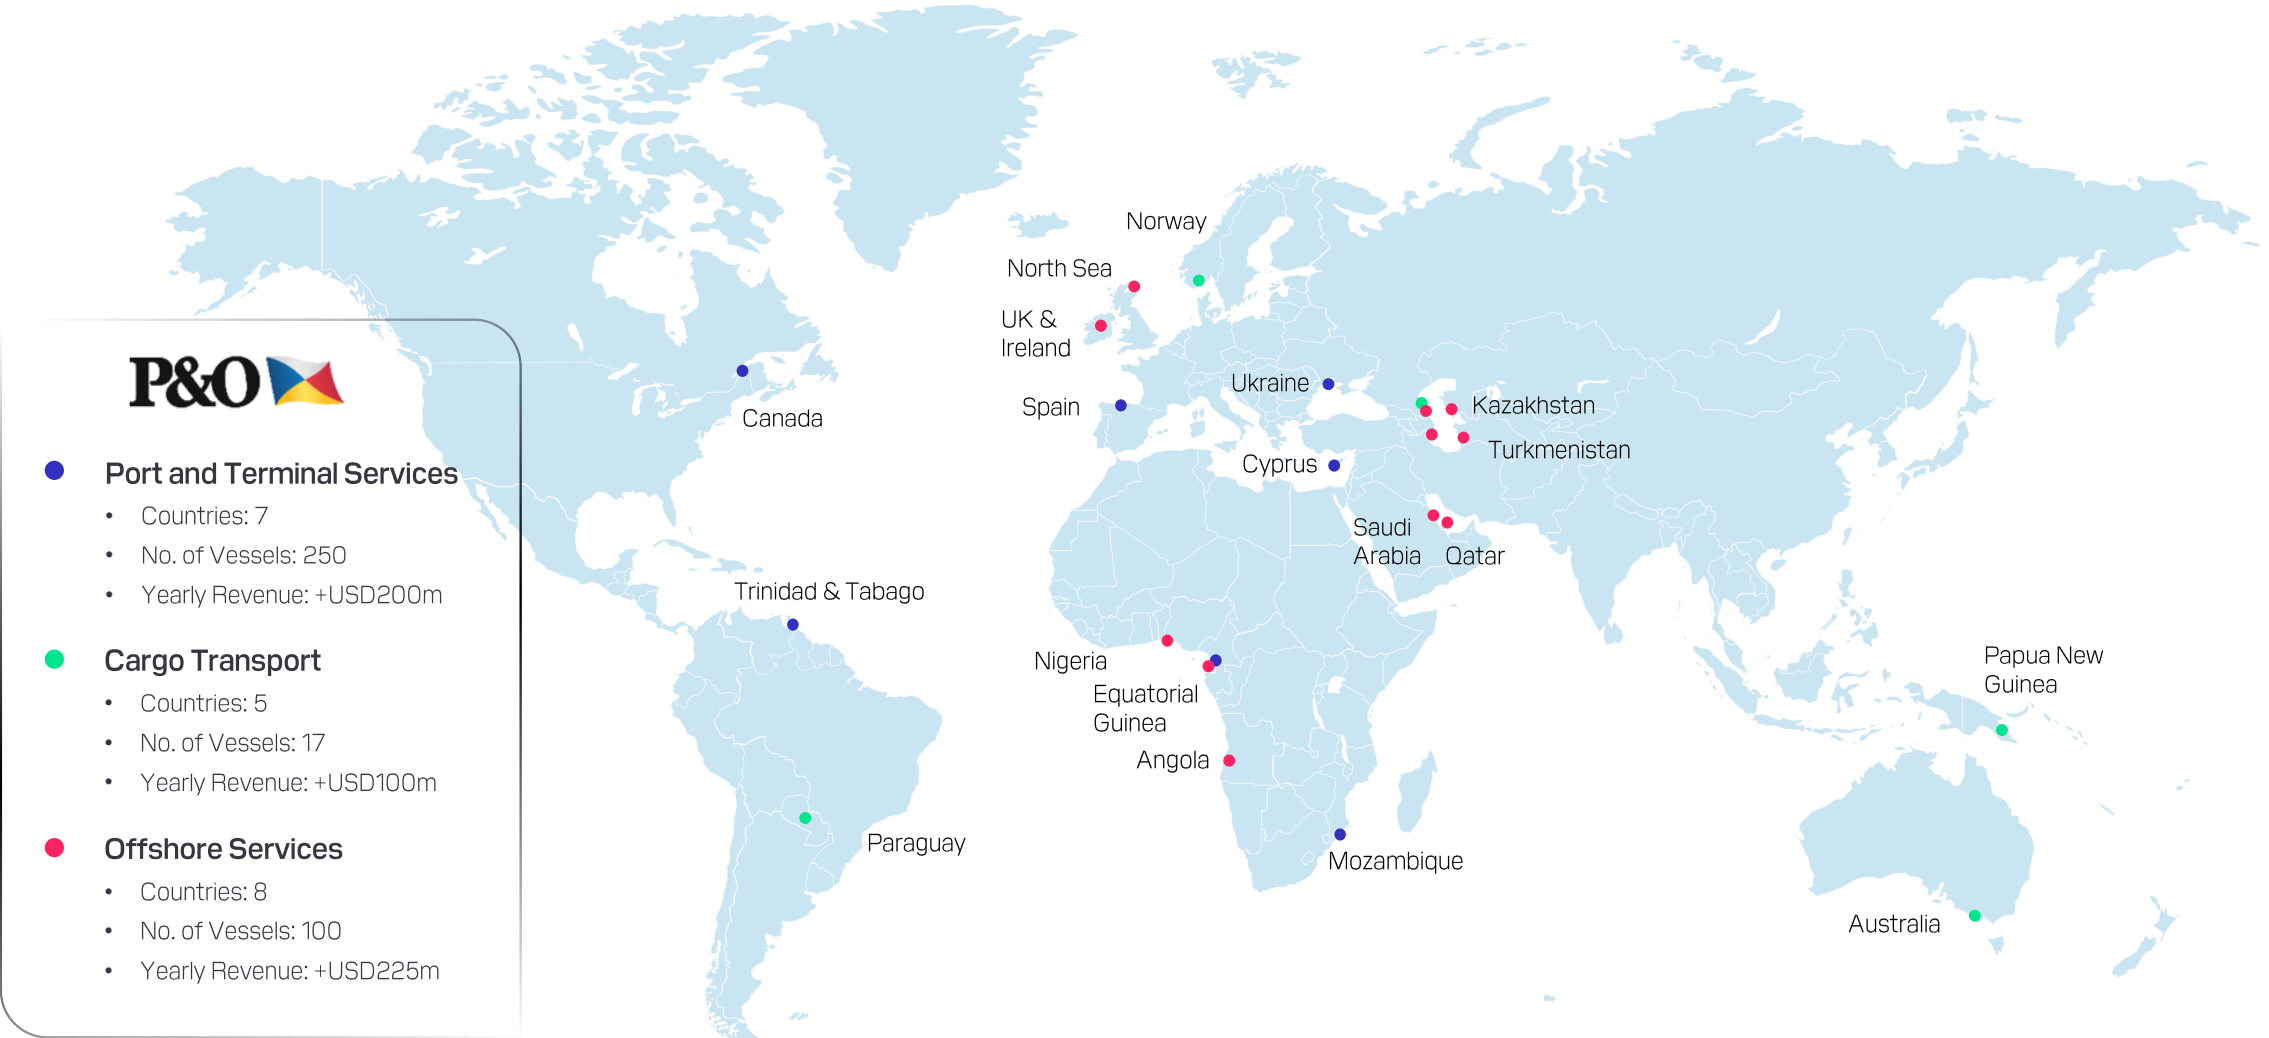 P&O
Port and Terminal Services
• Countries: 7
• No. of Vessels: 250
• Yearly Revenue: +USD200m
Cargo Transport
• Countries: 5
• No. of Vessels: 17
• Yearly Revenue: +USD100m
Offshore Services
• Countries: 8
• No. of Vessels: 100
• Yearly Revenue: +USD225m
Norway
North Sea
UK &
Ireland
Ukraine
Spain
Kazakhstan
Canada
Turkmenistan
Cyprus
Saudi
Arabia
Qatar
Trinidad & Tabago
Nigeria
Equatorial
Guinea
Angola
Papua New
Guinea
Paraguay
Mozambique
Australia